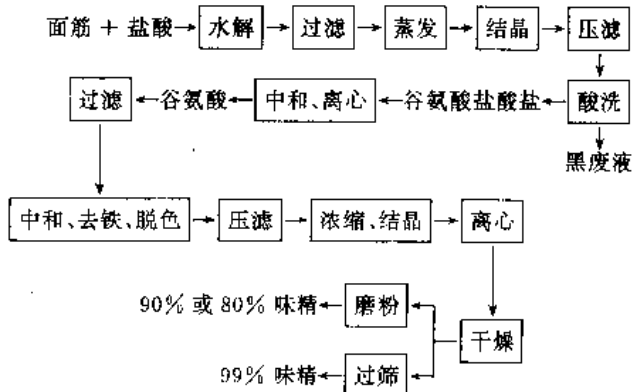 面筋 + 盐酸 水解 过滤 蒸发 结晶 压滤
过滤 谷氨酸 中和、离心 谷氨酸盐酸盐 酸洗
黑废液
中和、去铁、脱色 压滤 浓缩、结晶 离心
90% 或 80% 味精 磨粉
干燥
99% 味精 过筛